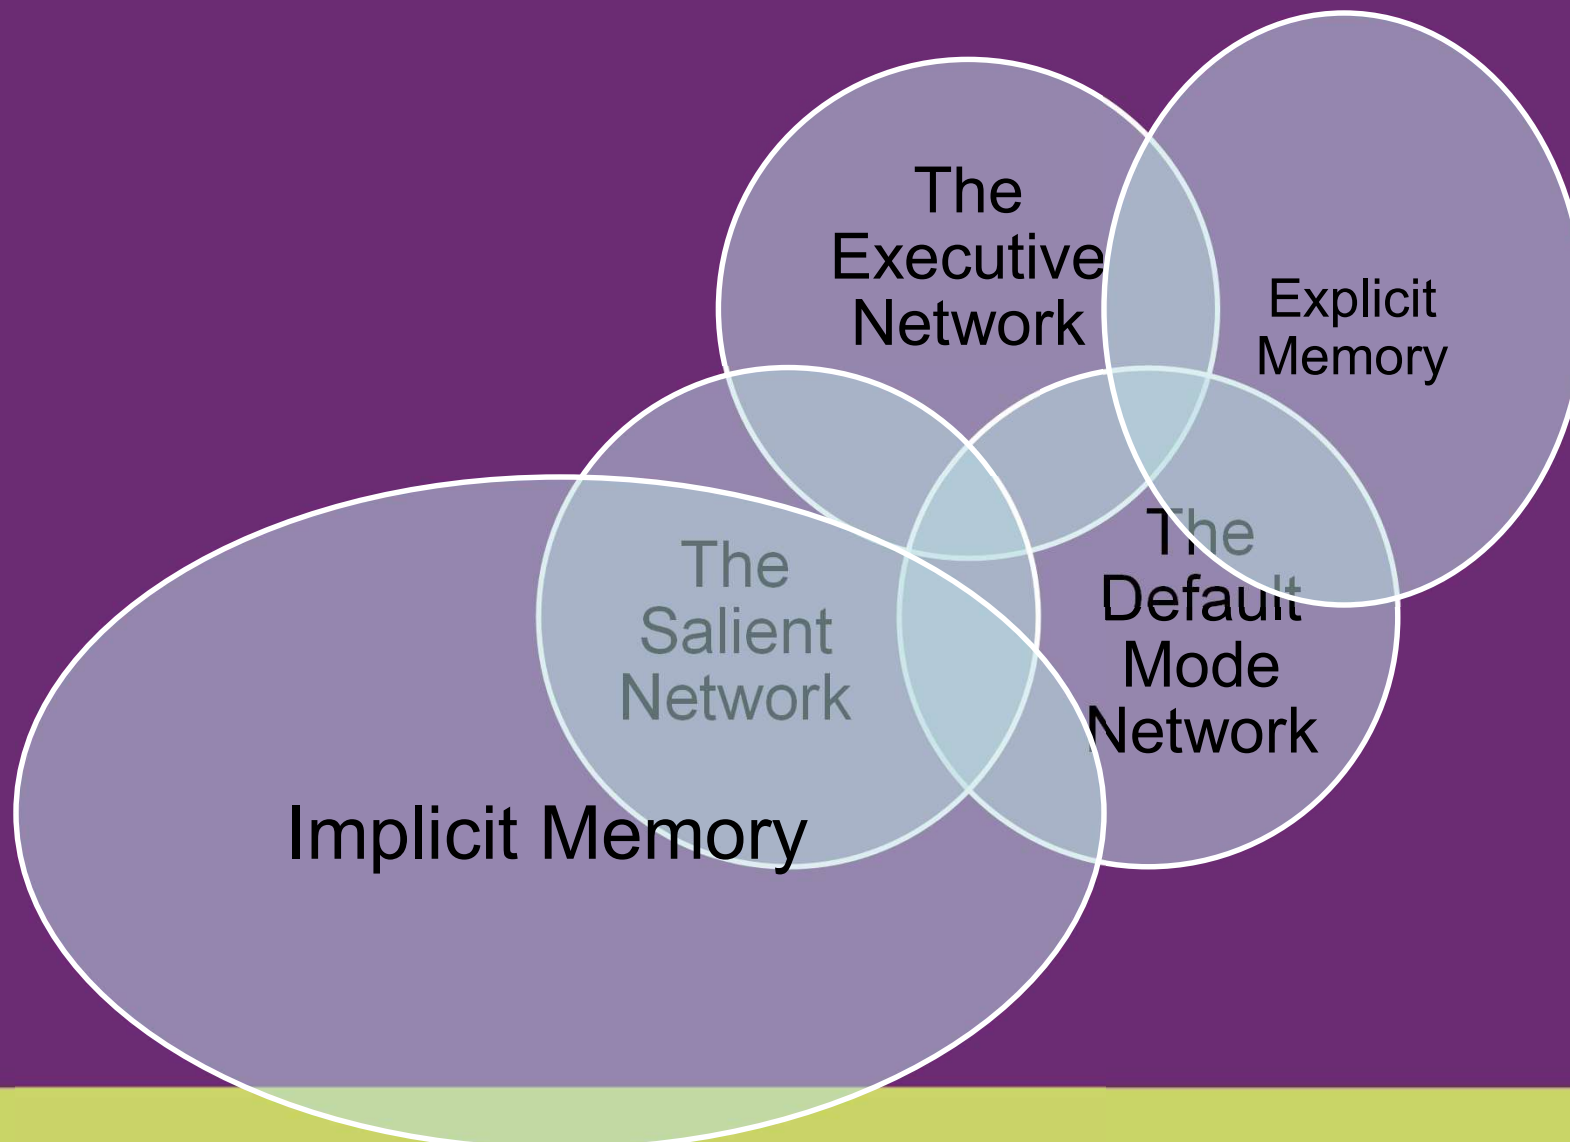 The
Executive
Network
Explicit
Memory
The
Salient
Network
The
Default
Mode
Network
Implicit Memory